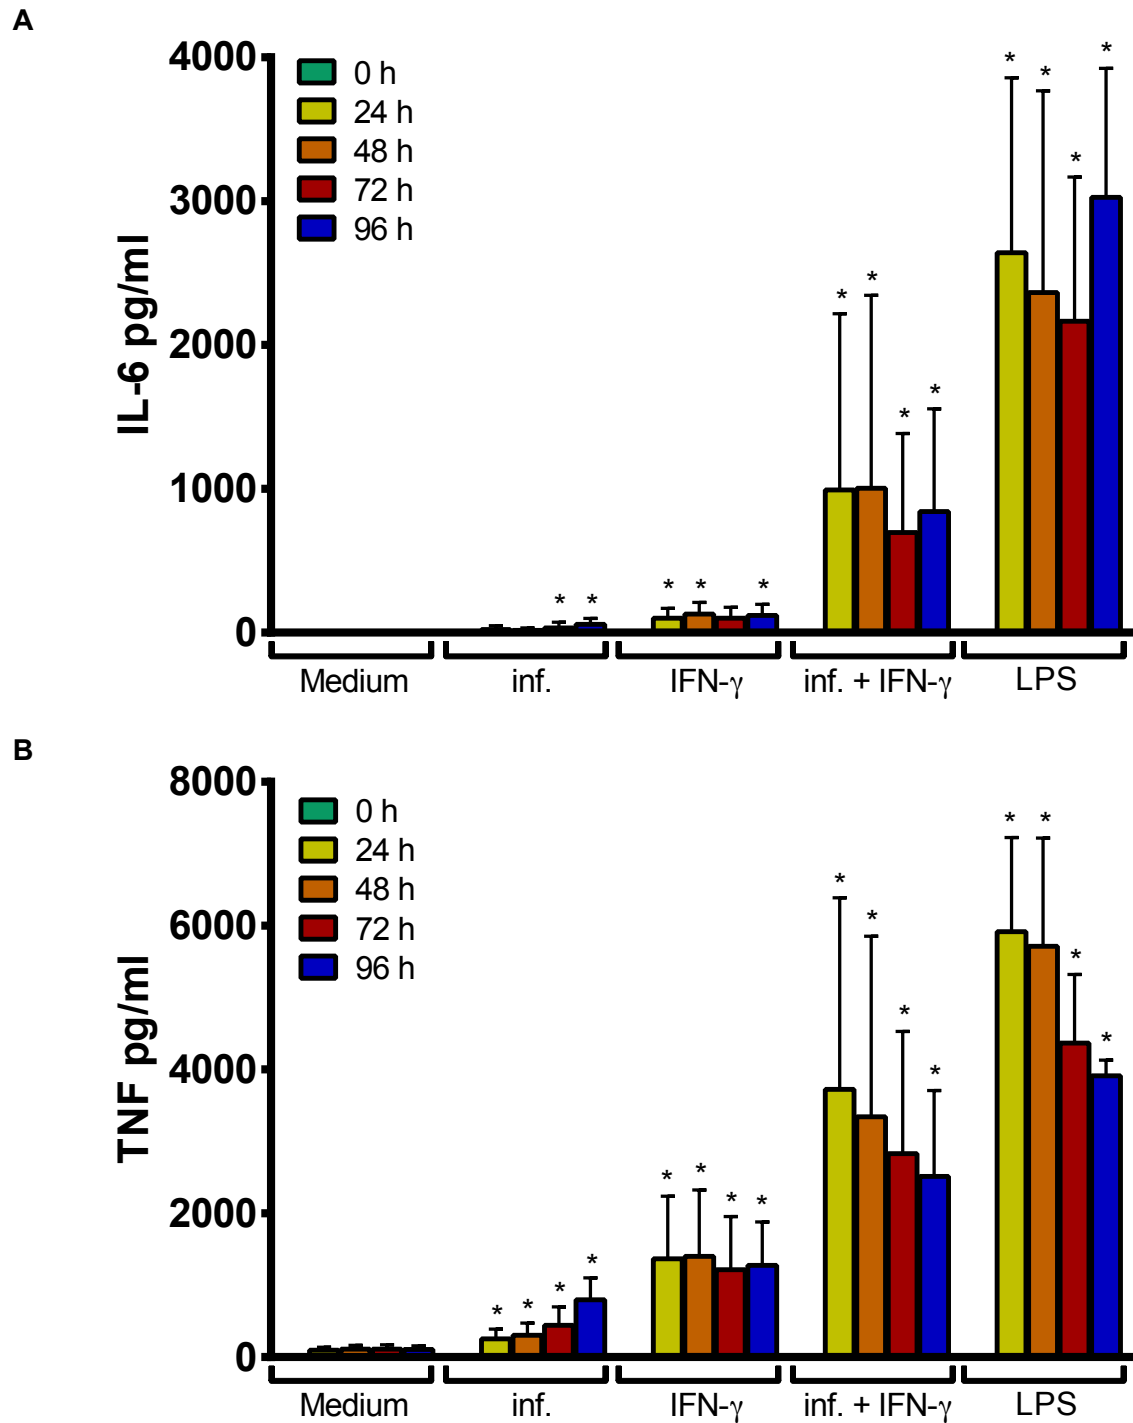 A
IL-6 pg/ml
4000
3000
2000
1000
0
0 h
24 h
48 h
72 h
96 h
* * * * * * * * * * * * *
Medium inf. IFN-γ inf. + IFN-γ LPS
B
TNF pg/ml
8000
6000
4000
2000
0
0 h
24 h
48 h
72 h
96 h
* * * * * * * * * * * * * * * *
Medium inf. IFN-γ inf. + IFN-γ LPS